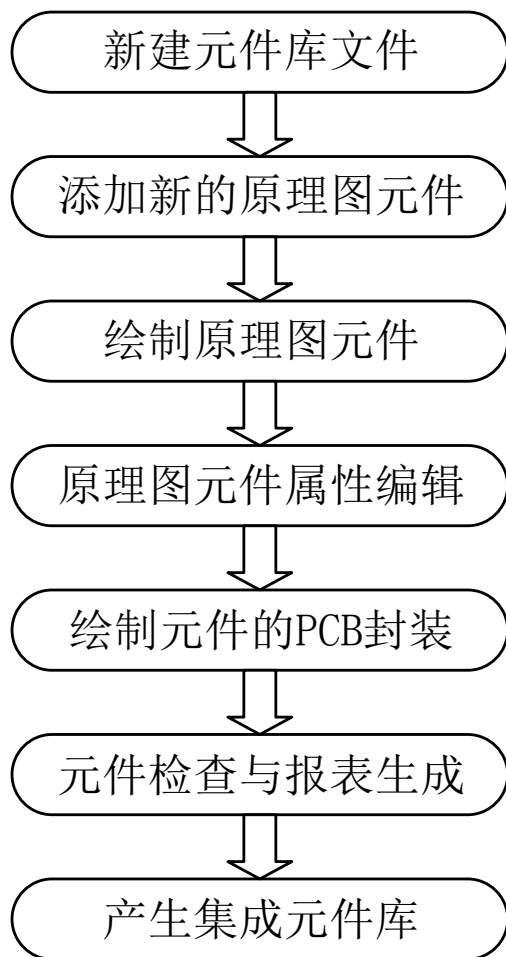 新建元件库文件
添加新的原理图元件
绘制原理图元件
原理图元件属性编辑
绘制元件的PCB封装
元件检查与报表生成
产生集成元件库